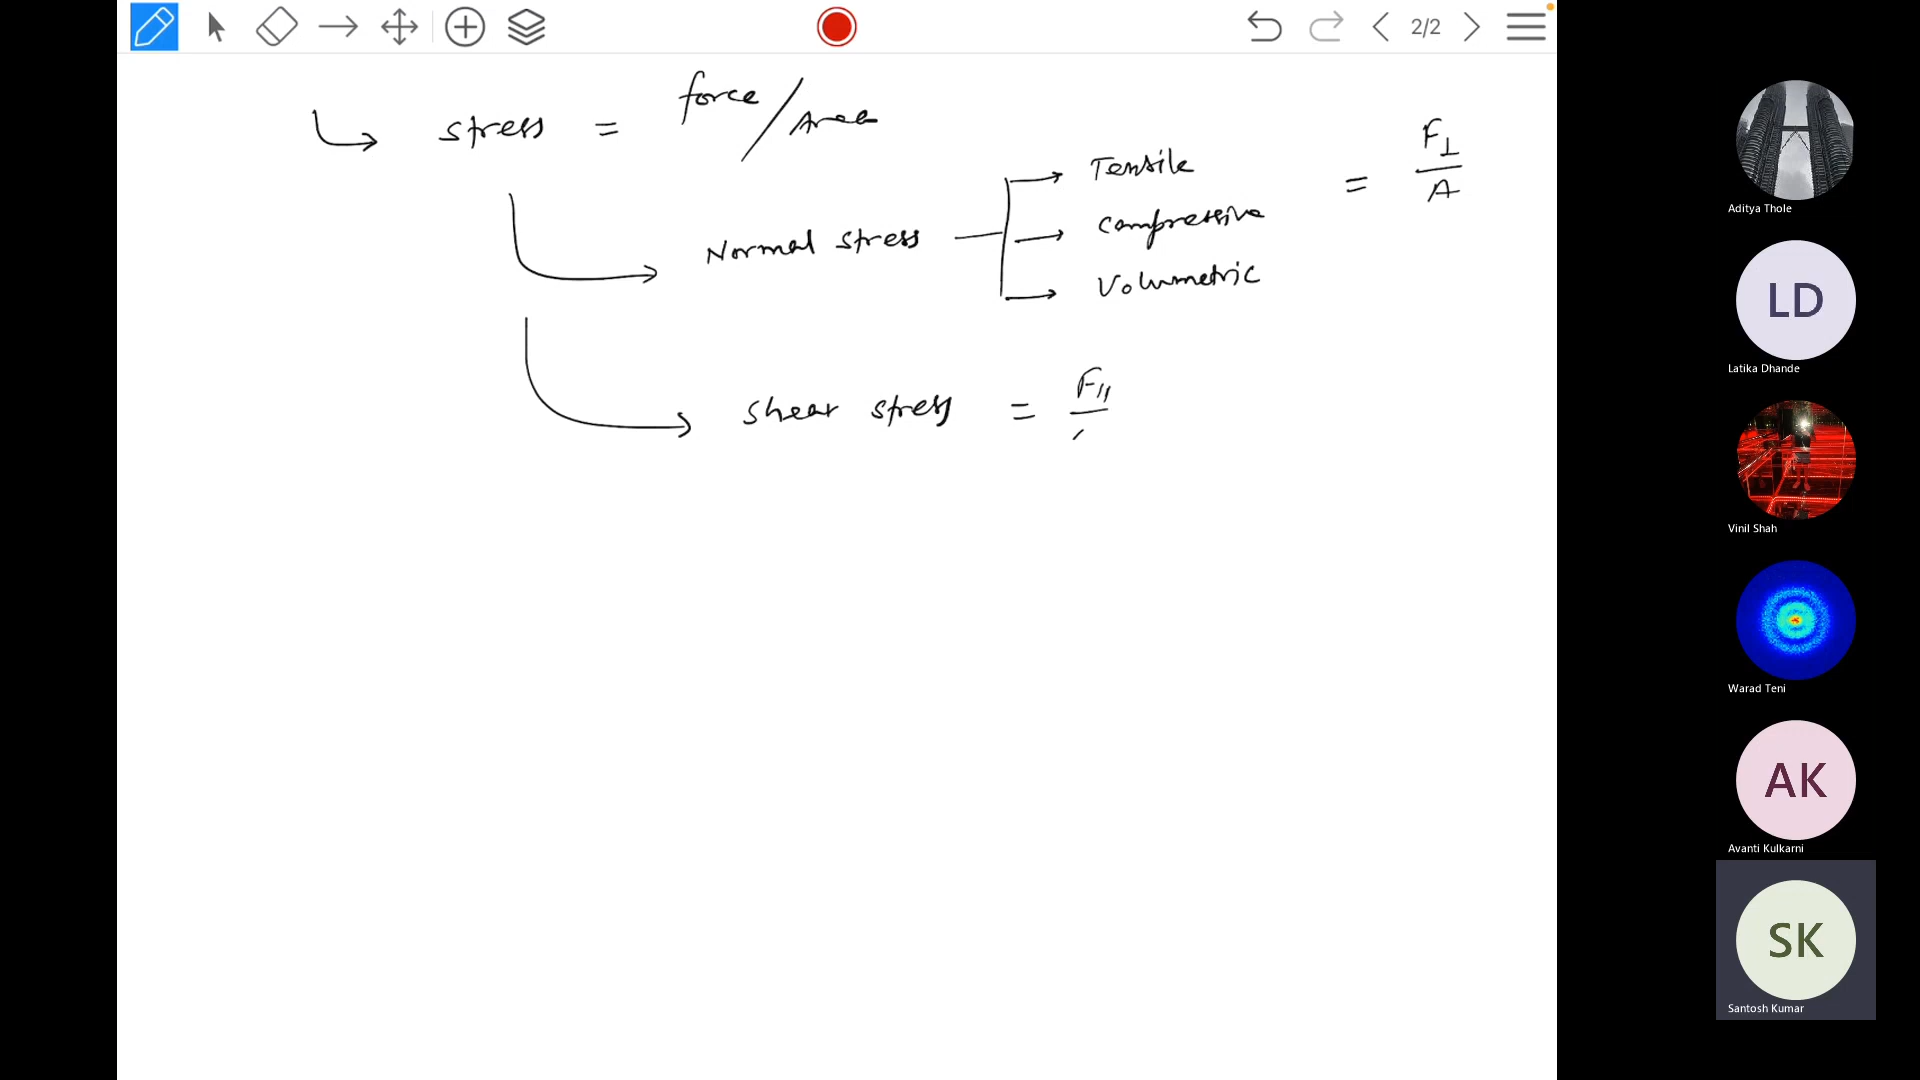 2/2
stress = force/Area
Normal stress
Tensile
Compressive
Volumetric
= F⊥/A
shear stress = F||
Aditya Thole
LD
Latika Dhande
Vinil Shah
Warad Teni
AK
Avanti Kulkarni
SK
Santosh Kumar